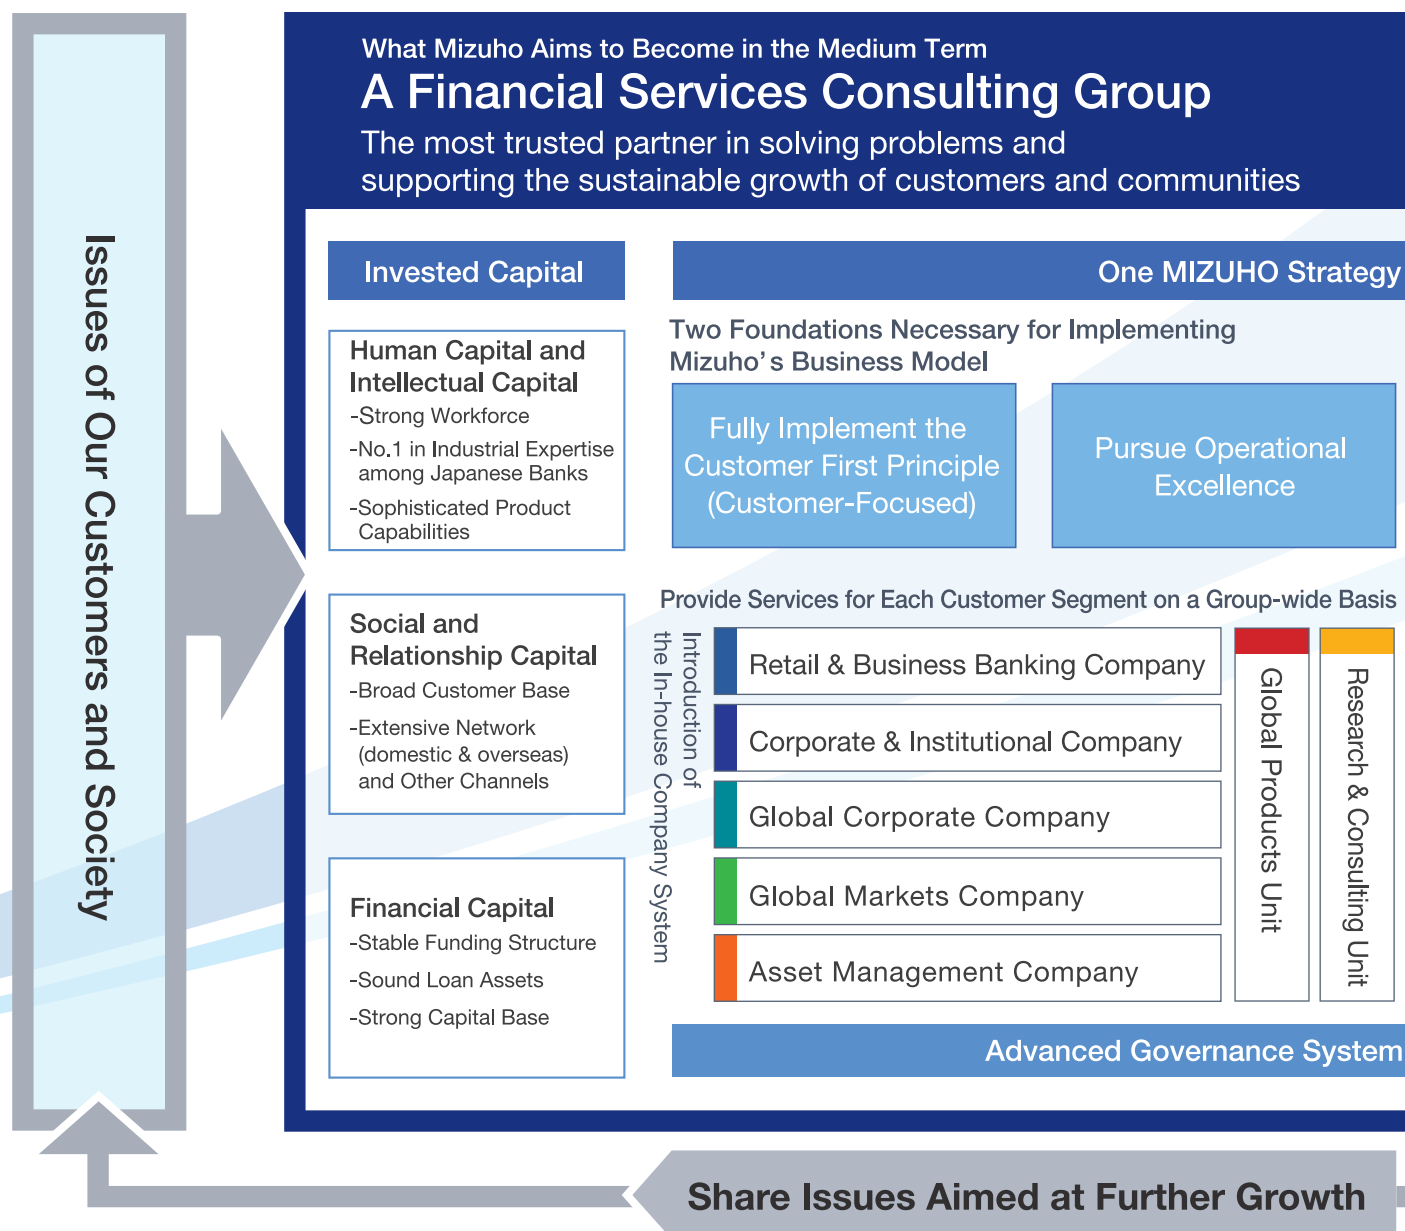 Issues of Our Customers and Society
What Mizuho Aims to Become in the Medium Term
A Financial Services Consulting Group
The most trusted partner in solving problems and
supporting the sustainable growth of customers and communities
Invested Capital
Human Capital and
Intellectual Capital
-Strong Workforce
-No.1 in Industrial Expertise
among Japanese Banks
-Sophisticated Product
Capabilities
Social and
Relationship Capital
-Broad Customer Base
-Extensive Network
(domestic & overseas)
and Other Channels
Financial Capital
-Stable Funding Structure
-Sound Loan Assets
-Strong Capital Base
One MIZUHO Strategy
Two Foundations Necessary for Implementing
Mizuho’s Business Model
Fully Implement the
Customer First Principle
(Customer-Focused)
Pursue Operational
Excellence
Provide Services for Each Customer Segment on a Group-wide Basis
Introduction of
the In-house Company System
Retail & Business Banking Company
Corporate & Institutional Company
Global Corporate Company
Global Markets Company
Asset Management Company
Global Products Unit
Research & Consulting Unit
Advanced Governance System
Share Issues Aimed at Further Growth